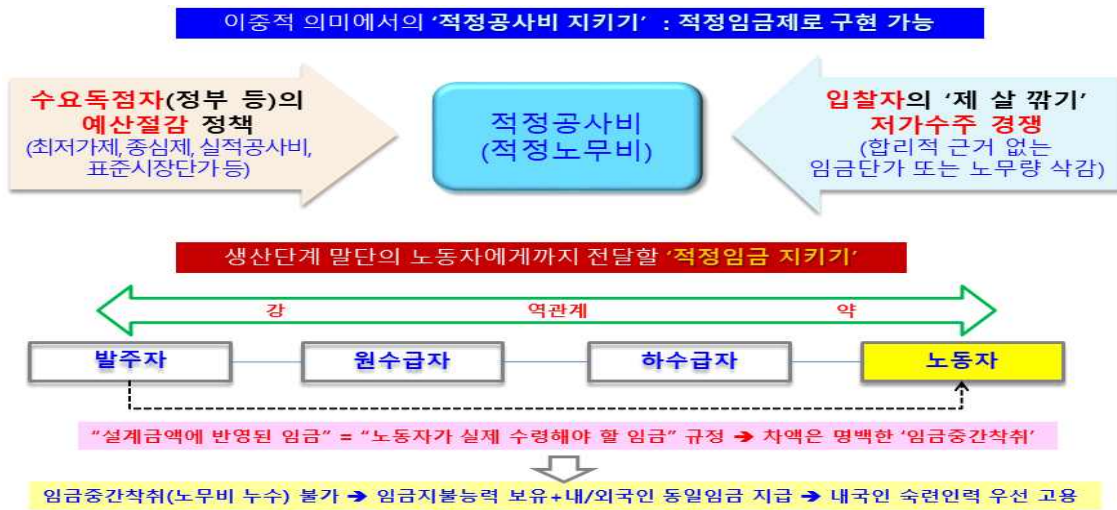 이중적 의미에서의 ‘적정공사비 지키기’ : 적정임금제로 구현 가능
수요독점자(정부 등)의
예산절감 정책
(최저가제, 종심제, 실적공사비,
표준시장단가 등)
적정공사비
(적정노무비)
입찰자의 ‘제 살 깎기’
저가수주 경쟁
(합리적 근거 없는
임금단가 또는 노무량 삭감)
생산단계 말단의 노동자에게까지 전달할 ‘적정임금 지키기’
강 역관계 약
발주자 원수급자 하수급자 노동자
“설계금액에 반영된 임금” = “노동자가 실제 수령해야 할 임금” 규정 ➔ 차액은 명백한 ‘임금중간착취’
임금중간착취(노무비 누수) 불가 ➔ 임금지불능력 보유+내/외국인 동일임금 지급 ➔ 내국인 숙련인력 우선 고용